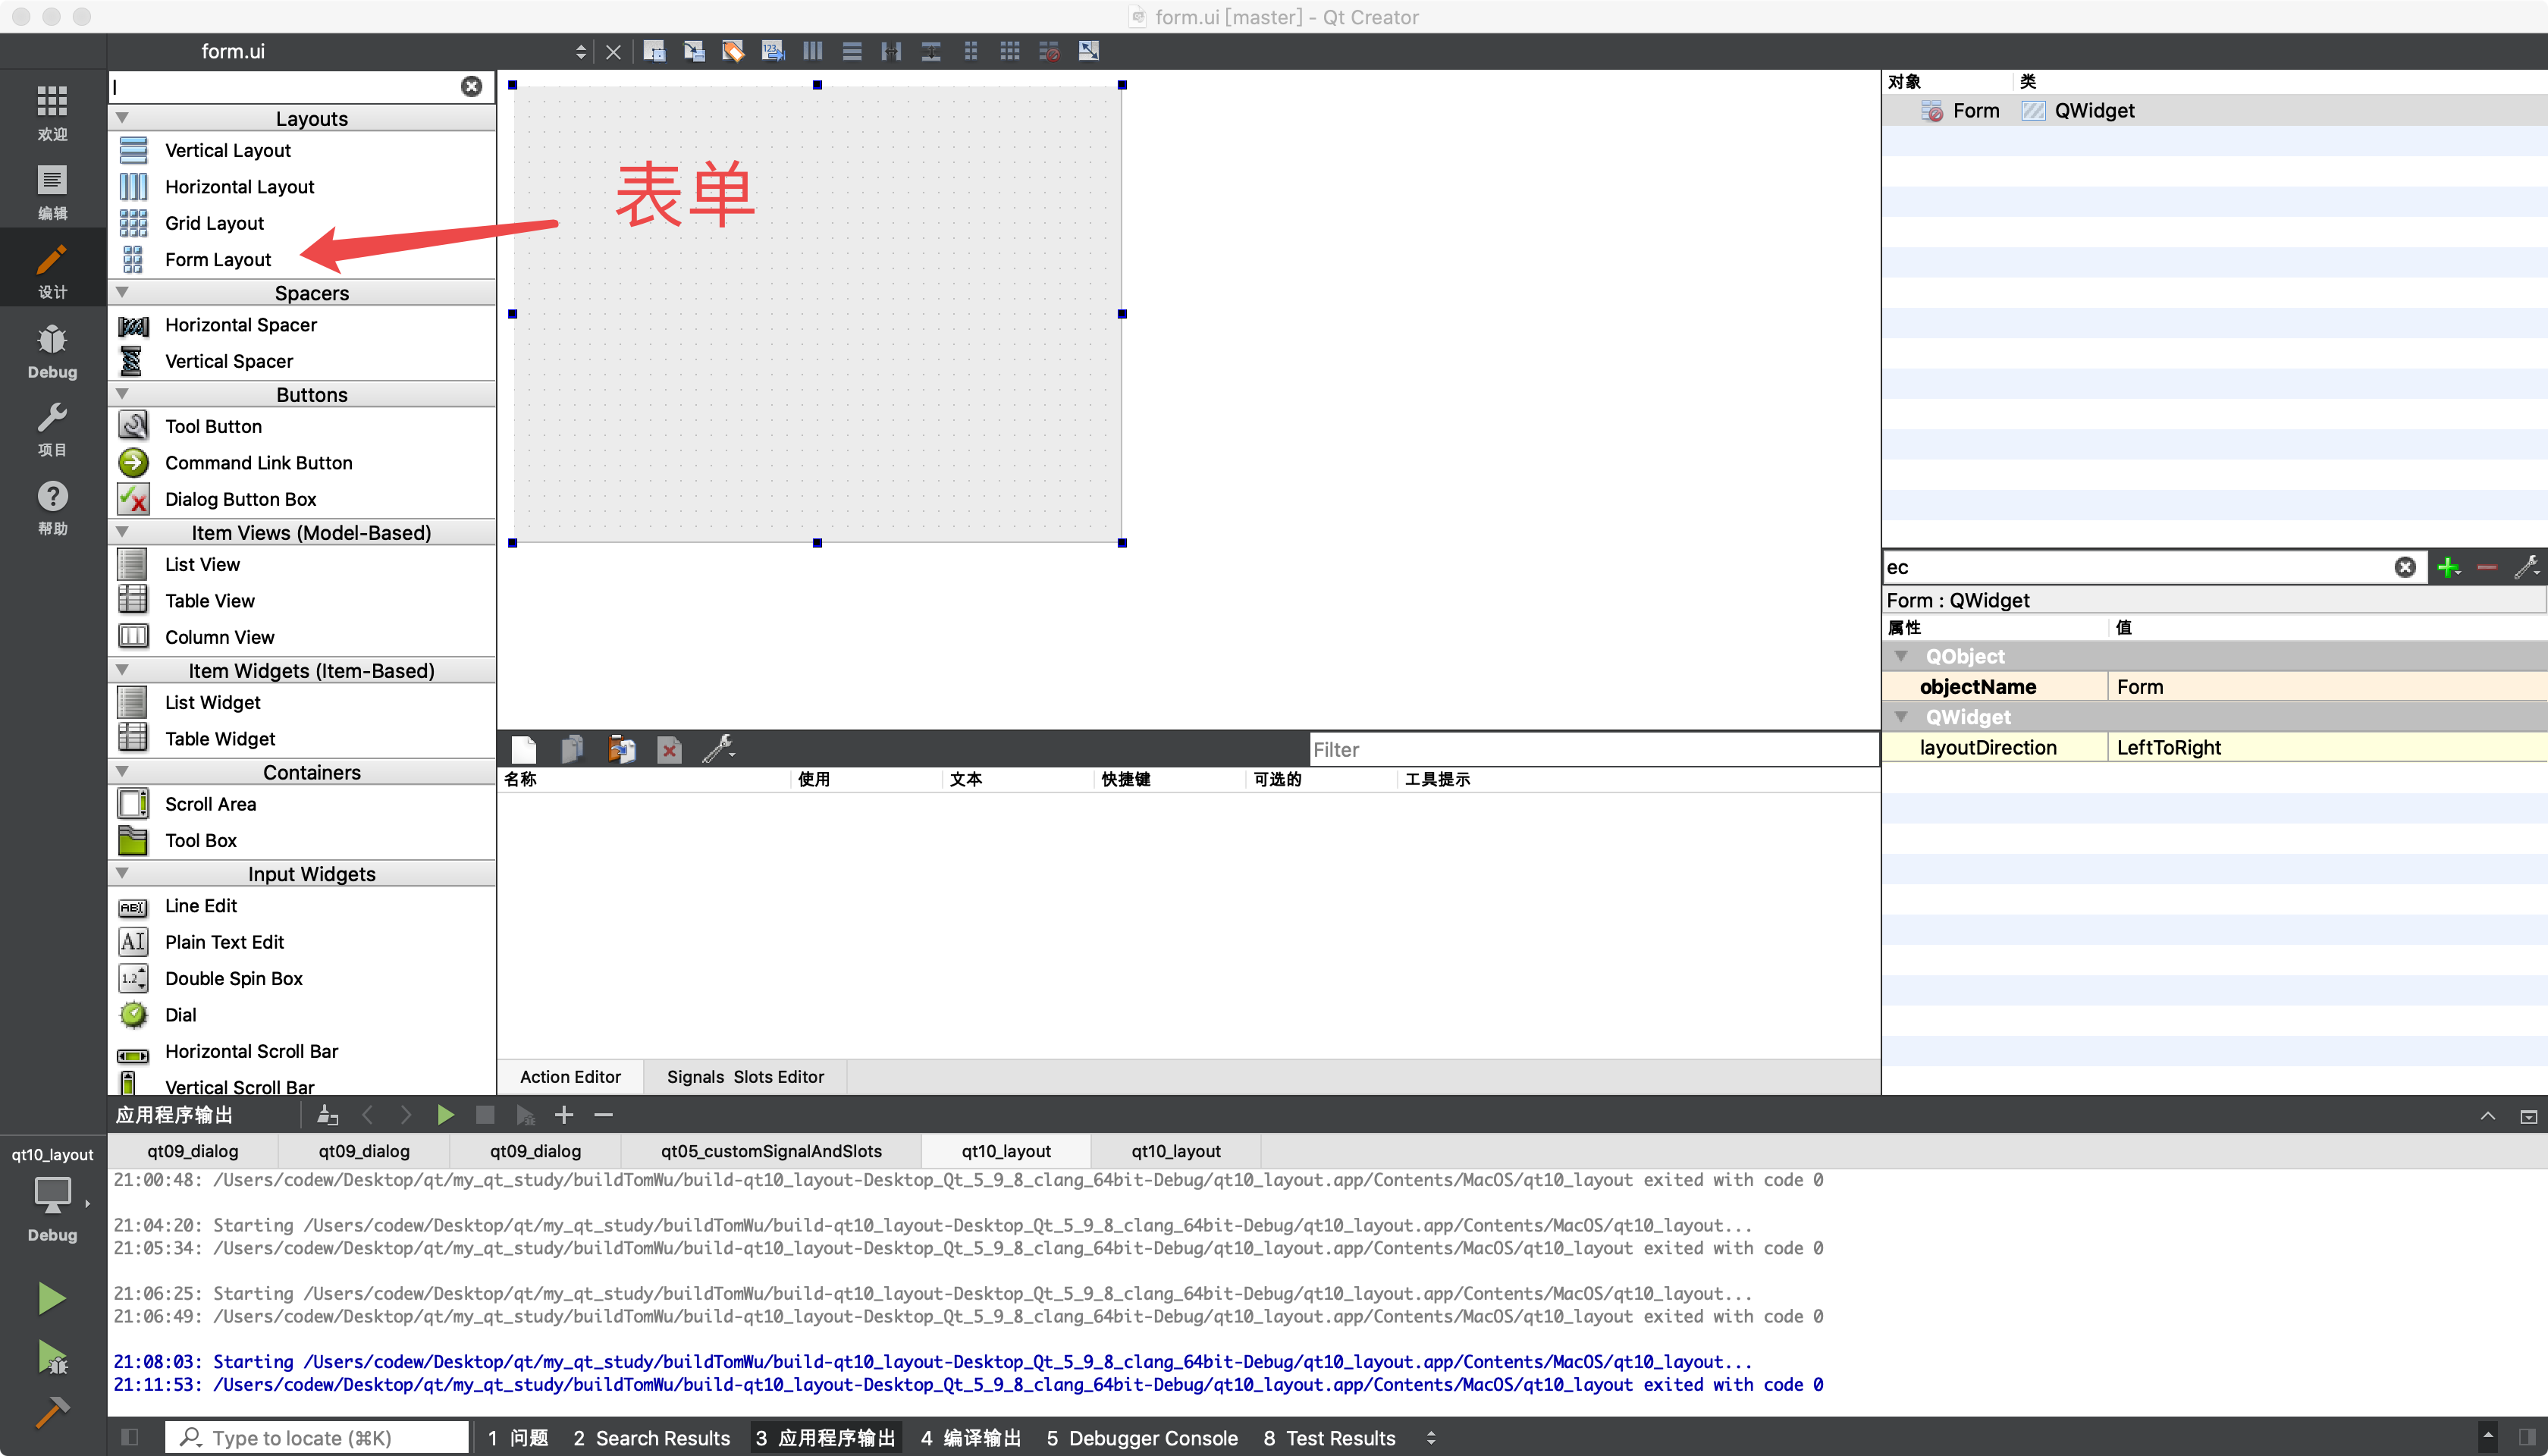 form.ui [master] - Qt Creator
form.ui
l
欢迎
编辑
设计
Debug
项目
帮助
Layouts
Vertical Layout
Horizontal Layout
Grid Layout
Form Layout
Spacers
Horizontal Spacer
Vertical Spacer
Buttons
Tool Button
Command Link Button
Dialog Button Box
Item Views (Model-Based)
List View
Table View
Column View
Item Widgets (Item-Based)
List Widget
Table Widget
Containers
Scroll Area
Tool Box
Input Widgets
Line Edit
Plain Text Edit
Double Spin Box
Dial
Horizontal Scroll Bar
Vertical Scroll Bar
表单
Filter
名称 使用 文本 快捷键 可选的 工具提示
Action Editor Signals Slots Editor
对象 类
Form QWidget
ec
Form : QWidget
属性 值
QObject
objectName Form
QWidget
layoutDirection LeftToRight
应用程序输出
qt09_dialog qt09_dialog qt09_dialog qt05_customSignalAndSlots qt10_layout qt10_layout
21:00:48: /Users/codew/Desktop/qt/my_qt_study/buildTomWu/build-qt10_layout-Desktop_Qt_5_9_8_clang_64bit-Debug/qt10_layout.app/Contents/MacOS/qt10_layout exited with code 0
21:04:20: Starting /Users/codew/Desktop/qt/my_qt_study/buildTomWu/build-qt10_layout-Desktop_Qt_5_9_8_clang_64bit-Debug/qt10_layout.app/Contents/MacOS/qt10_layout...
21:05:34: /Users/codew/Desktop/qt/my_qt_study/buildTomWu/build-qt10_layout-Desktop_Qt_5_9_8_clang_64bit-Debug/qt10_layout.app/Contents/MacOS/qt10_layout exited with code 0
21:06:25: Starting /Users/codew/Desktop/qt/my_qt_study/buildTomWu/build-qt10_layout-Desktop_Qt_5_9_8_clang_64bit-Debug/qt10_layout.app/Contents/MacOS/qt10_layout...
21:06:49: /Users/codew/Desktop/qt/my_qt_study/buildTomWu/build-qt10_layout-Desktop_Qt_5_9_8_clang_64bit-Debug/qt10_layout.app/Contents/MacOS/qt10_layout exited with code 0
21:08:03: Starting /Users/codew/Desktop/qt/my_qt_study/buildTomWu/build-qt10_layout-Desktop_Qt_5_9_8_clang_64bit-Debug/qt10_layout.app/Contents/MacOS/qt10_layout...
21:11:53: /Users/codew/Desktop/qt/my_qt_study/buildTomWu/build-qt10_layout-Desktop_Qt_5_9_8_clang_64bit-Debug/qt10_layout.app/Contents/MacOS/qt10_layout exited with code 0
qt10_layout
Debug
Type to locate (⌘K) 1 问题 2 Search Results 3 应用程序输出 4 编译输出 5 Debugger Console 8 Test Results